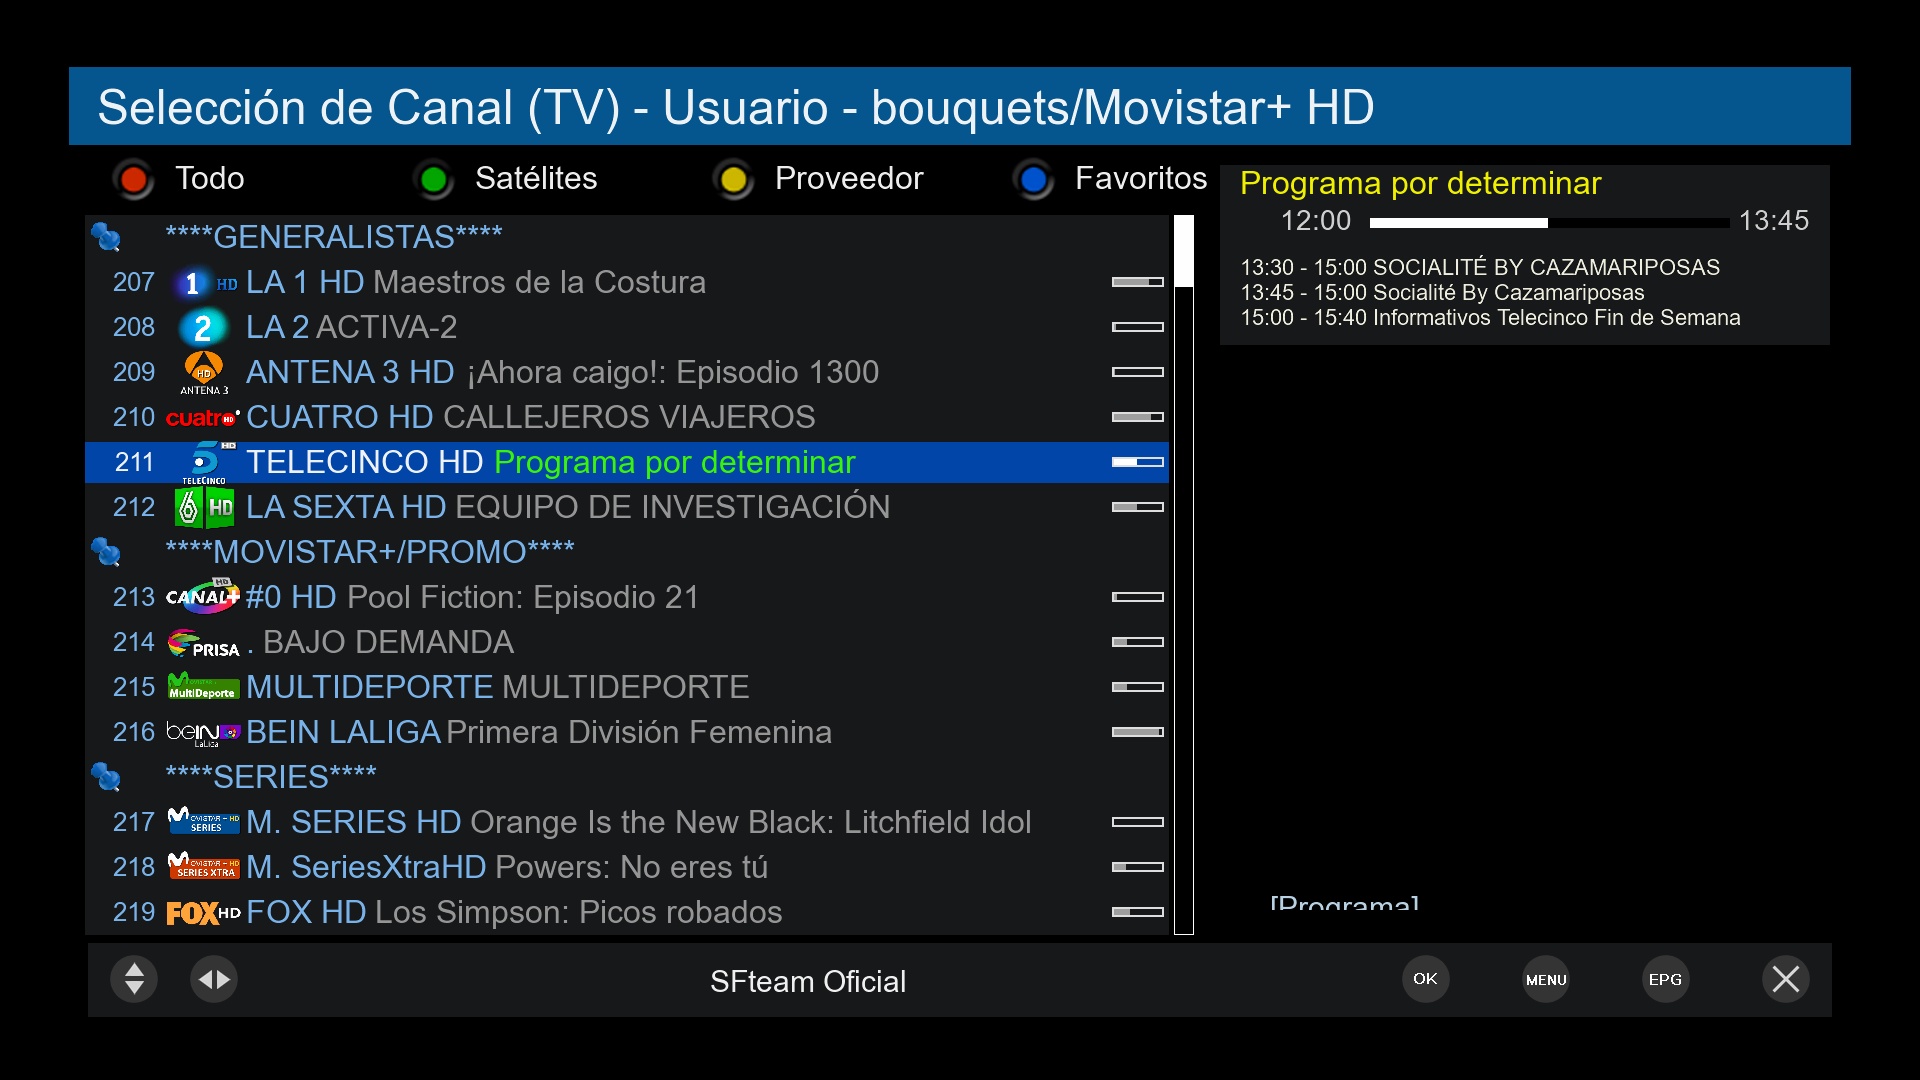 Selección de Canal (TV) - Usuario - bouquets/Movistar+ HD
Todo Satélites Proveedor Favoritos
Programa por determinar
12:00 13:45
13:30 - 15:00 SOCIALITÉ BY CAZAMARIPOSAS
13:45 - 15:00 Socialité By Cazamariposas
15:00 - 15:40 Informativos Telecinco Fin de Semana
****GENERALISTAS****
207 1 HD LA 1 HD Maestros de la Costura
208 2 LA 2 ACTIVA-2
209 HD ANTENA 3 ANTENA 3 HD ¡Ahora caigo!: Episodio 1300
210 cuatro HD CUATRO HD CALLEJEROS VIAJEROS
211 5 HD TELECINCO TELECINCO HD Programa por determinar
212 6 HD LA SEXTA HD EQUIPO DE INVESTIGACIÓN
****MOVISTAR+/PROMO****
213 CANAL+ HD #0 HD Pool Fiction: Episodio 21
214 PRISA . BAJO DEMANDA
215 MultiDeporte MULTIDEPORTE MULTIDEPORTE
216 beIN LaLiga BEIN LALIGA Primera División Femenina
****SERIES****
217 MOVISTAR+ HD SERIES M. SERIES HD Orange Is the New Black: Litchfield Idol
218 MOVISTAR+ HD SERIES XTRA M. SeriesXtraHD Powers: No eres tú
219 FOX HD FOX HD Los Simpson: Picos robados
[Programa]
SFteam Oficial
OK MENU EPG